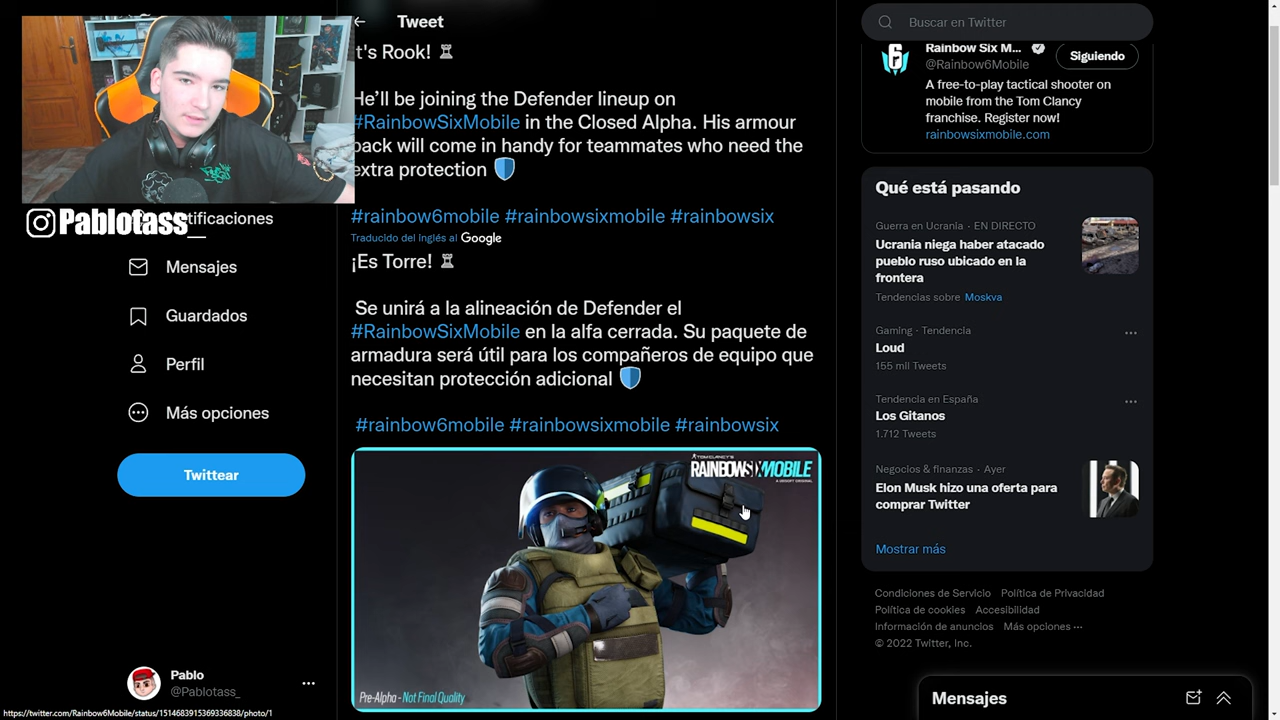 Tweet
t's Rook! ♜
He'll be joining the Defender lineup on
#RainbowSixMobile in the Closed Alpha. His armour
pack will come in handy for teammates who need the
extra protection 🛡️
#rainbow6mobile #rainbowsixmobile #rainbowsix
Traducido del inglés al Google
¡Es Torre! ♜
Se unirá a la alineación de Defender el
#RainbowSixMobile en la alfa cerrada. Su paquete de
armadura será útil para los compañeros de equipo que
necesitan protección adicional 🛡️
#rainbow6mobile #rainbowsixmobile #rainbowsix
TOM CLANCY'S
RAINBOWSIX MOBILE
A UBISOFT ORIGINAL
Pre-Alpha - Not Final Quality
Pablotass__
tificaciones
Mensajes
Guardados
Perfil
Más opciones
Twittear
Pablo
@Pablotass_
https://twitter.com/Rainbow6Mobile/status/1514683915369336838/photo/1
Buscar en Twitter
Rainbow Six M...
@Rainbow6Mobile
Siguiendo
A free-to-play tactical shooter on
mobile from the Tom Clancy
franchise. Register now!
rainbowsixmobile.com
Qué está pasando
Guerra en Ucrania · EN DIRECTO
Ucrania niega haber atacado
pueblo ruso ubicado en la
frontera
Tendencias sobre Moskva
Gaming · Tendencia
Loud
155 mil Tweets
Tendencia en España
Los Gitanos
1.712 Tweets
Negocios & finanzas · Ayer
Elon Musk hizo una oferta para
comprar Twitter
Mostrar más
Condiciones de Servicio Política de Privacidad
Política de cookies Accesibilidad
Información de anuncios Más opciones ···
© 2022 Twitter, Inc.
Mensajes